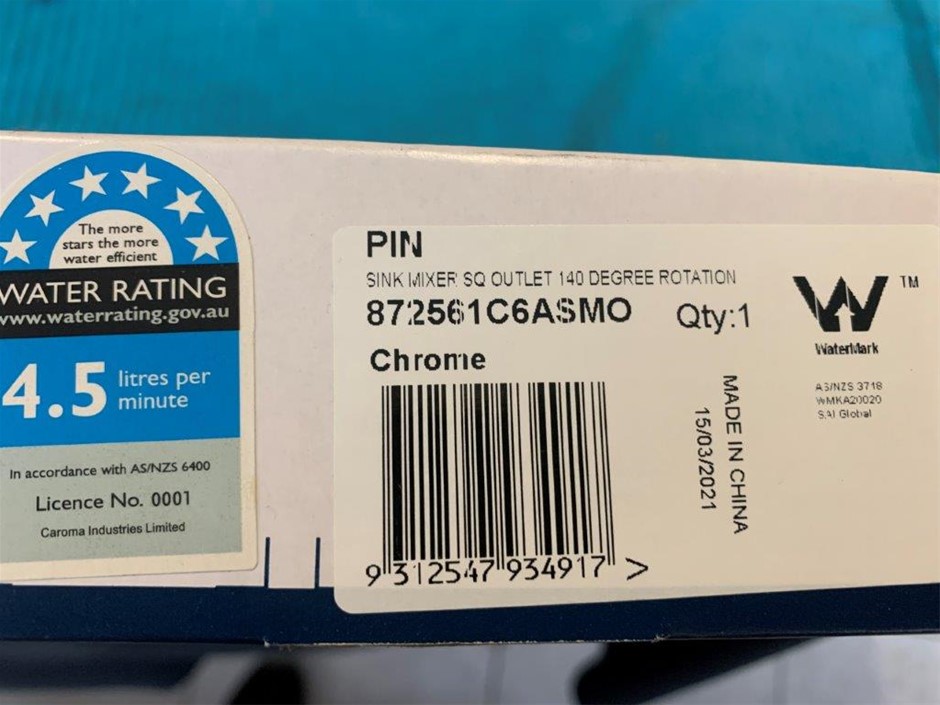 The more
stars the more
water efficient
WATER RATING
www.waterrating.gov.au
4.5 litres per
minute
In accordance with AS/NZS 6400
Licence No. 0001
Caroma Industries Limited
PIN
SINK MIXER SQ OUTLET 140 DEGREE ROTATION
872561C6ASMO Qty:1
Chrome
9 312547 934917 >
MADE IN CHINA
15/03/2021
TM
WaterMark
AS/NZS 3718
WMKA20020
SAI Global